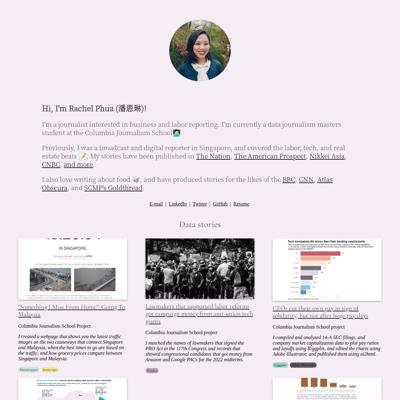 Hi, I'm Rachel Phua (潘恩琳)!
I'm a journalist interested in business and labor reporting. I'm currently a data journalism masters
student at the Columbia Journalism School
Previously, I was a broadcast and digital reporter in Singapore, and covered the labor, tech, and real
estate beats. My stories have been published in The Nation, The American Prospect, Nikkei Asia,
CNBC, and more.
I also love writing about food, and have produced stories for the likes of the BBC, CNN, Atlas
Obscura, and SCMP's Goldthread.
E-mail | LinkedIn | Twitter | GitHub | Resume
Data stories
IN SINGAPORE
Tech companies did worse than their lending counterparts
"Something I Miss From Home": Going To
Malaysia
Columbia Journalism School Project
I created a webpage that shows you the latest traffic
images on the two causeways that connect Singapore
and Malaysia, when the best times to go are based on
the traffic, and how grocery prices compare between
Singapore and Malaysia.
Lawmakers that supported labor reforms
got campaign money from anti-union tech
giants
Columbia Journalism School project
I matched the names of lawmakers that signed the
PRO Act in the 117th Congress and records that
showed congressional candidates that got money from
Amazon and Google PACs for the 2022 midterms.
CEOs cut their own pay in sign of
solidarity, but not after huge pay days
Columbia Journalism School project
I compiled and analyzed 14-A SEC filings, and
company market capitalization data to plot pay ratios
and layoffs using R/ggplot, and edited the charts using
Adobe Illustrator, and published them using ai2html.